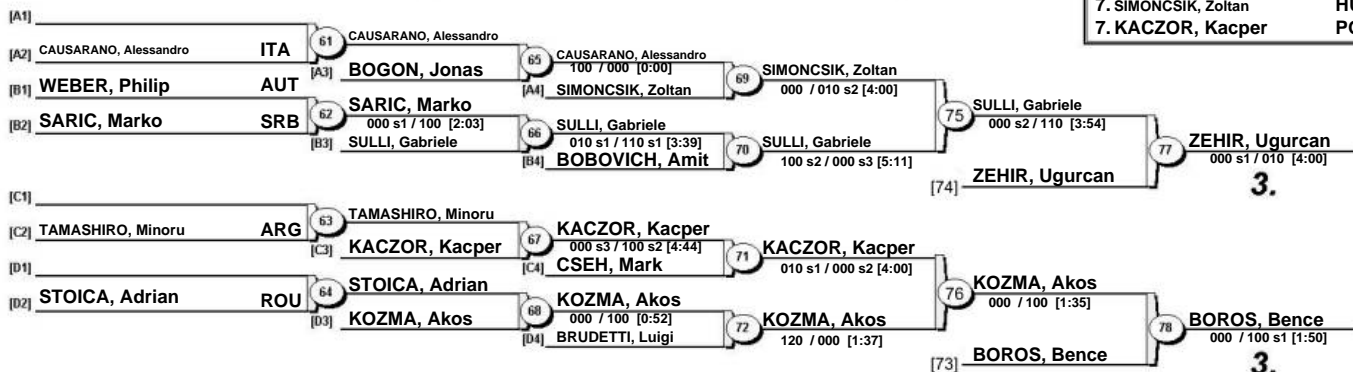 7. SIMONCSIK, Zoltan HU
7. KACZOR, Kacper PO
[A1]
[A2] CAUSARANO, Alessandro ITA
61 CAUSARANO, Alessandro
[A3] BOGON, Jonas
65 CAUSARANO, Alessandro
100 / 000 [0:00]
[A4] SIMONCSIK, Zoltan
69 SIMONCSIK, Zoltan
000 / 010 s2 [4:00]
[B1] WEBER, Philip AUT
[B2] SARIC, Marko SRB
62 SARIC, Marko
000 s1 / 100 [2:03]
[B3] SULLI, Gabriele
66 SULLI, Gabriele
010 s1 / 110 s1 [3:39]
[B4] BOBOVICH, Amit
70 SULLI, Gabriele
100 s2 / 000 s3 [5:11]
75 SULLI, Gabriele
000 s2 / 110 [3:54]
[74] ZEHIR, Ugurcan
77 ZEHIR, Ugurcan
000 s1 / 010 [4:00]
3.
[C1]
[C2] TAMASHIRO, Minoru ARG
63 TAMASHIRO, Minoru
[C3] KACZOR, Kacper
67 KACZOR, Kacper
000 s3 / 100 s2 [4:44]
[C4] CSEH, Mark
71 KACZOR, Kacper
010 s1 / 000 s2 [4:00]
[D1]
[D2] STOICA, Adrian ROU
64 STOICA, Adrian
[D3] KOZMA, Akos
68 KOZMA, Akos
000 / 100 [0:52]
[D4] BRUDETTI, Luigi
72 KOZMA, Akos
120 / 000 [1:37]
76 KOZMA, Akos
000 / 100 [1:35]
[73] BOROS, Bence
78 BOROS, Bence
000 / 100 s1 [1:50]
3.